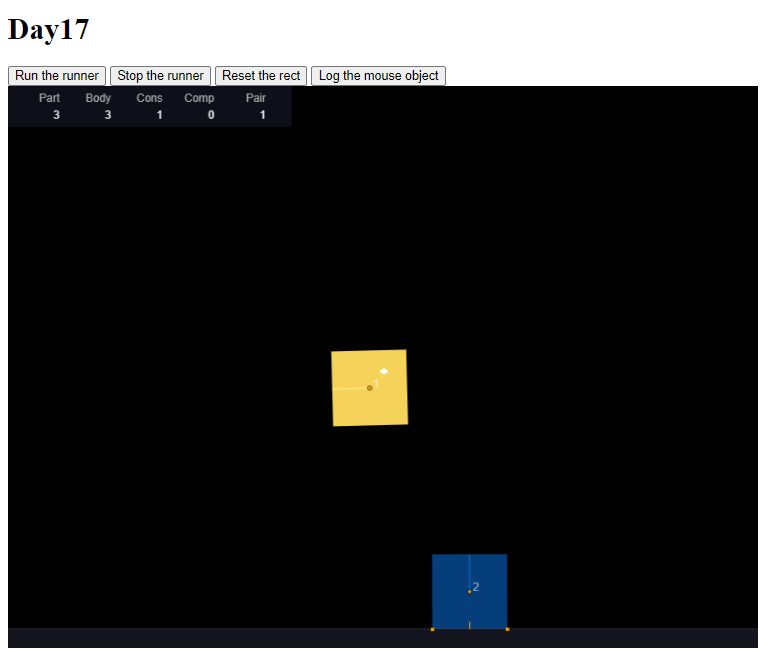 Day17
Run the runner Stop the runner Reset the rect Log the mouse object
Part Body Cons Comp Pair
3 3 1 0 1
1
2